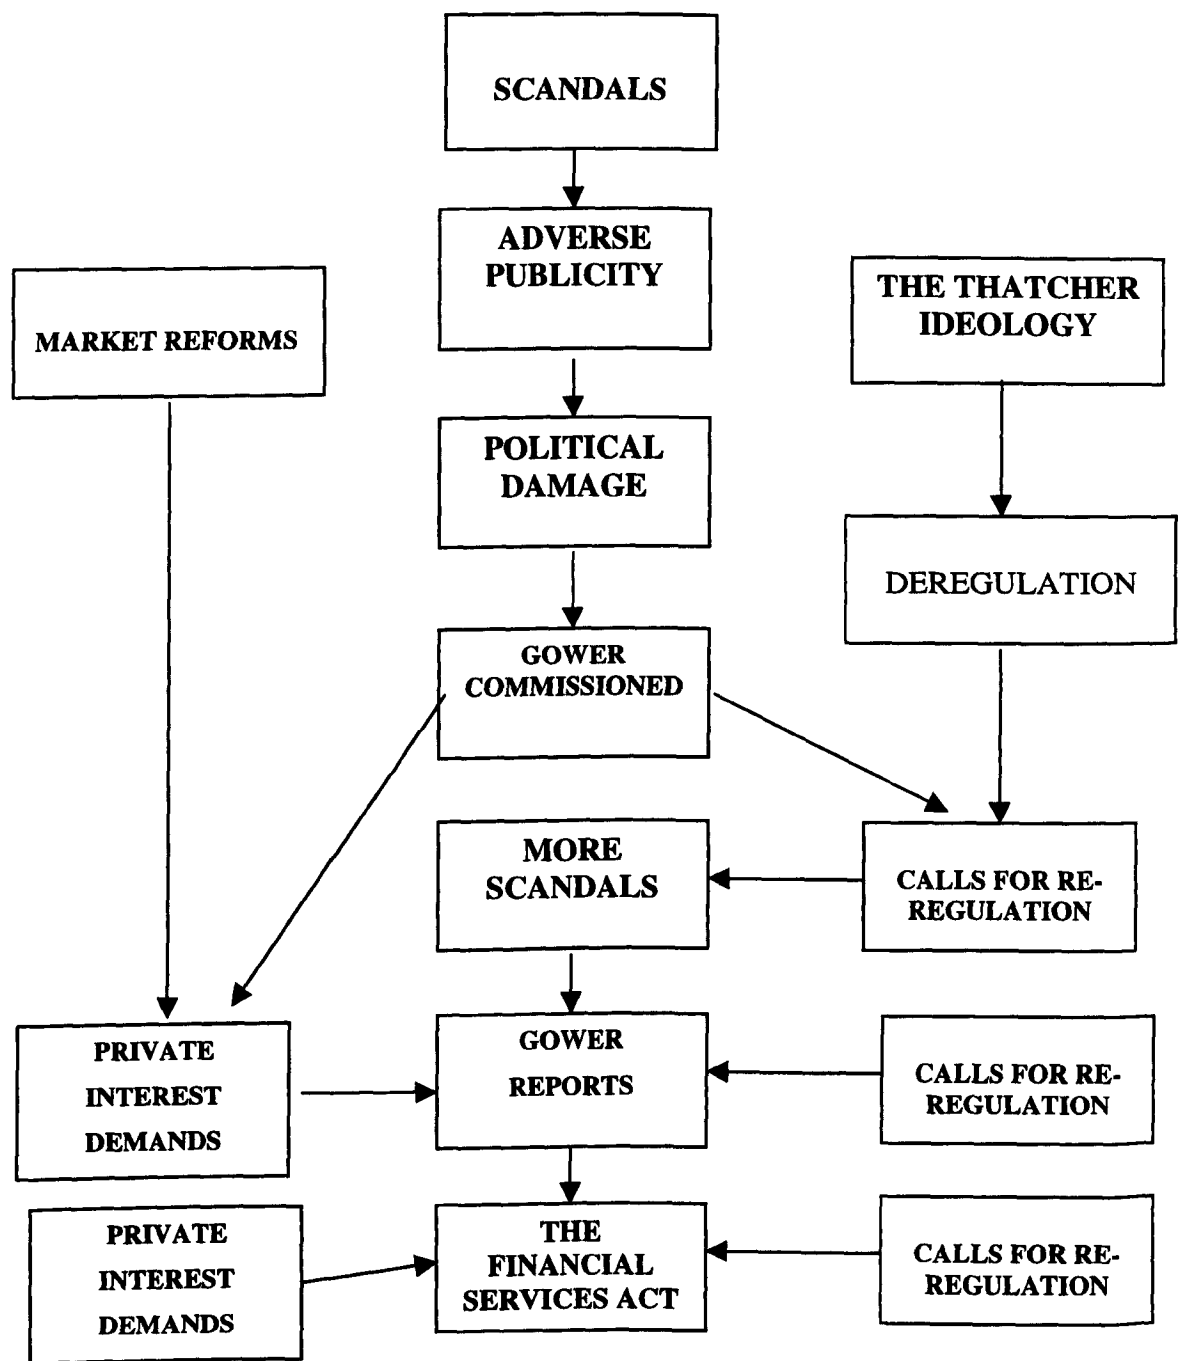 SCANDALS
ADVERSE
PUBLICITY
MARKET REFORMS
THE THATCHER
IDEOLOGY
POLITICAL
DAMAGE
DEREGULATION
GOWER
COMMISSIONED
MORE
SCANDALS
CALLS FOR RE-
REGULATION
PRIVATE
INTEREST
DEMANDS
GOWER
REPORTS
CALLS FOR RE-
REGULATION
PRIVATE
INTEREST
DEMANDS
THE
FINANCIAL
SERVICES ACT
CALLS FOR RE-
REGULATION